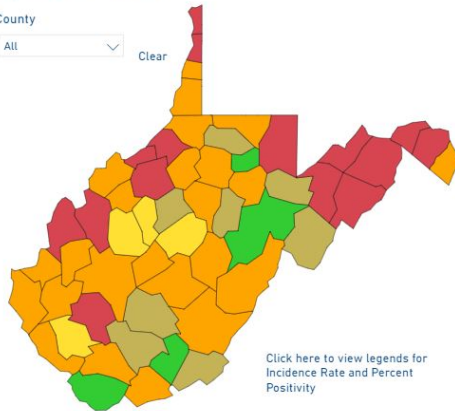 County
All
Clear
Click here to view legends for
Incidence Rate and Percent
Positivity